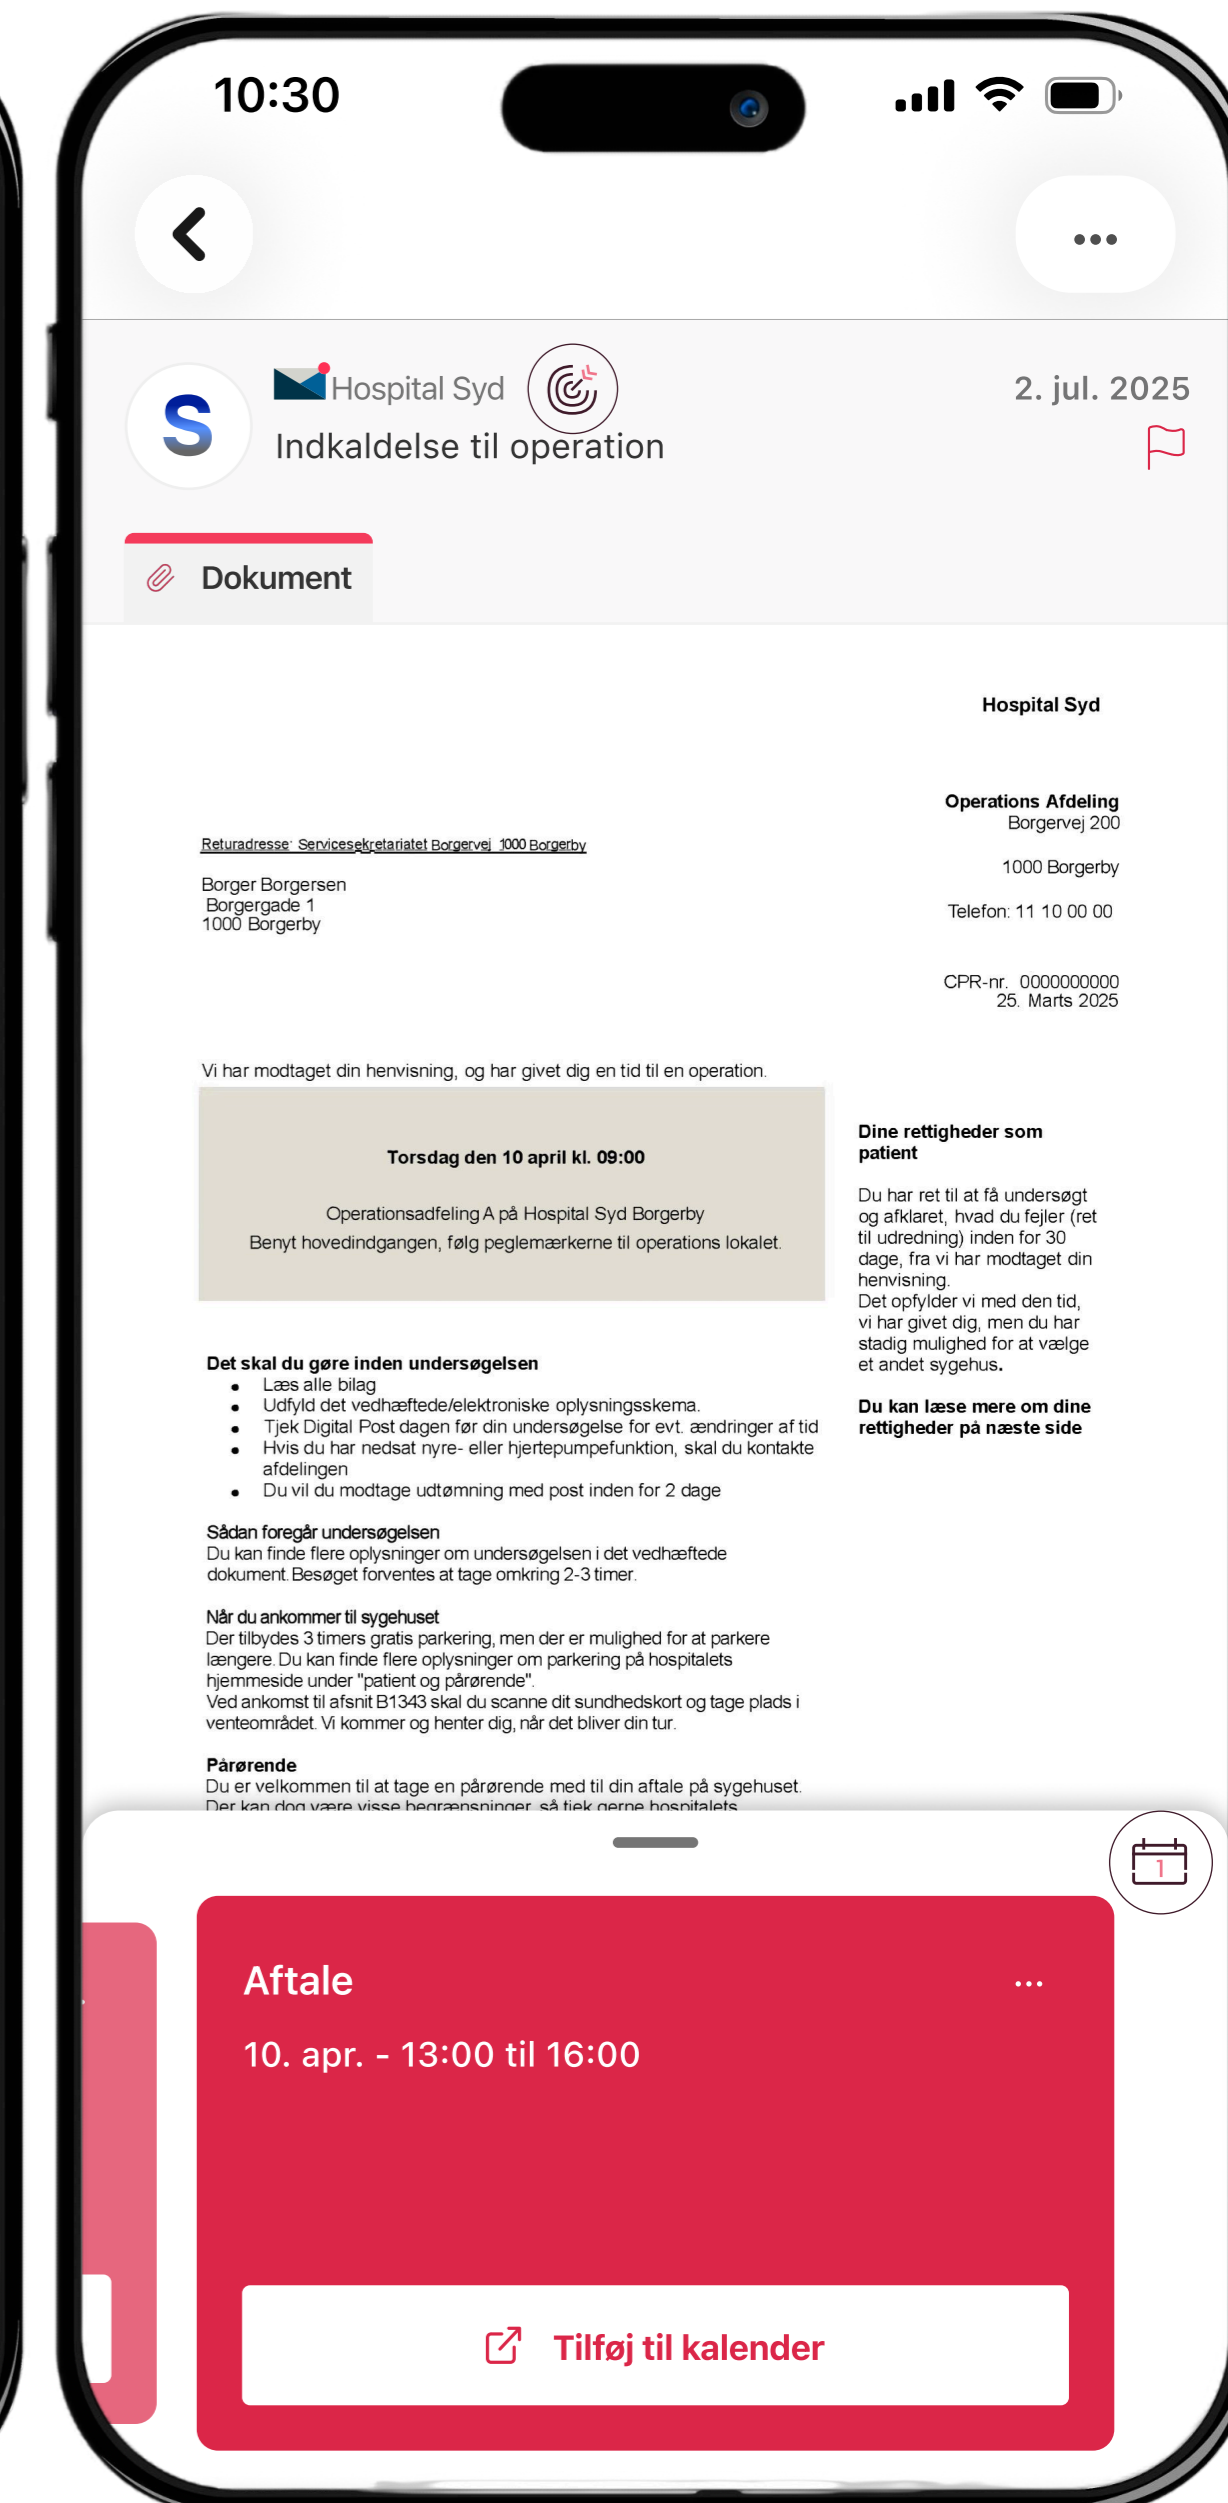 10:30
Hospital Syd
2. jul. 2025
S
Indkaldelse til operation
Dokument
Hospital Syd
Operations Afdeling
Borgervej 200
1000 Borgerby
Telefon: 11 10 00 00
CPR-nr. 0000000000
25. Marts 2025
Returadresse: Servicesekretariatet Borgervej 1000 Borgerby
Borger Borgersen
Borgergade 1
1000 Borgerby
Vi har modtaget din henvisning, og har givet dig en tid til en operation.
Torsdag den 10 april kl. 09:00
Operationsadfeling A på Hospital Syd Borgerby
Benyt hovedindgangen, følg peglemærkerne til operations lokalet.
Dine rettigheder som
patient
Du har ret til at få undersøgt
og afklaret, hvad du fejler (ret
til udredning) inden for 30
dage, fra vi har modtaget din
henvisning.
Det opfylder vi med den tid,
vi har givet dig, men du har
stadig mulighed for at vælge
et andet sygehus.
Du kan læse mere om dine
rettigheder på næste side
Det skal du gøre inden undersøgelsen
• Læs alle bilag
• Udfyld det vedhæftede/elektroniske oplysningsskema.
• Tjek Digital Post dagen før din undersøgelse for evt. ændringer af tid
• Hvis du har nedsat nyre- eller hjertepumpefunktion, skal du kontakte
afdelingen
• Du vil du modtage udtømning med post inden for 2 dage
Sådan foregår undersøgelsen
Du kan finde flere oplysninger om undersøgelsen i det vedhæftede
dokument. Besøget forventes at tage omkring 2-3 timer.
Når du ankommer til sygehuset
Der tilbydes 3 timers gratis parkering, men der er mulighed for at parkere
længere. Du kan finde flere oplysninger om parkering på hospitalets
hjemmeside under "patient og pårørende".
Ved ankomst til afsnit B1343 skal du scanne dit sundhedskort og tage plads i
venteområdet. Vi kommer og henter dig, når det bliver din tur.
Pårørende
Du er velkommen til at tage en pårørende med til din aftale på sygehuset.
Der kan dog være visse begrænsninger, så tjek gerne hospitalets
1
Aftale
10. apr. - 13:00 til 16:00
Tilføj til kalender